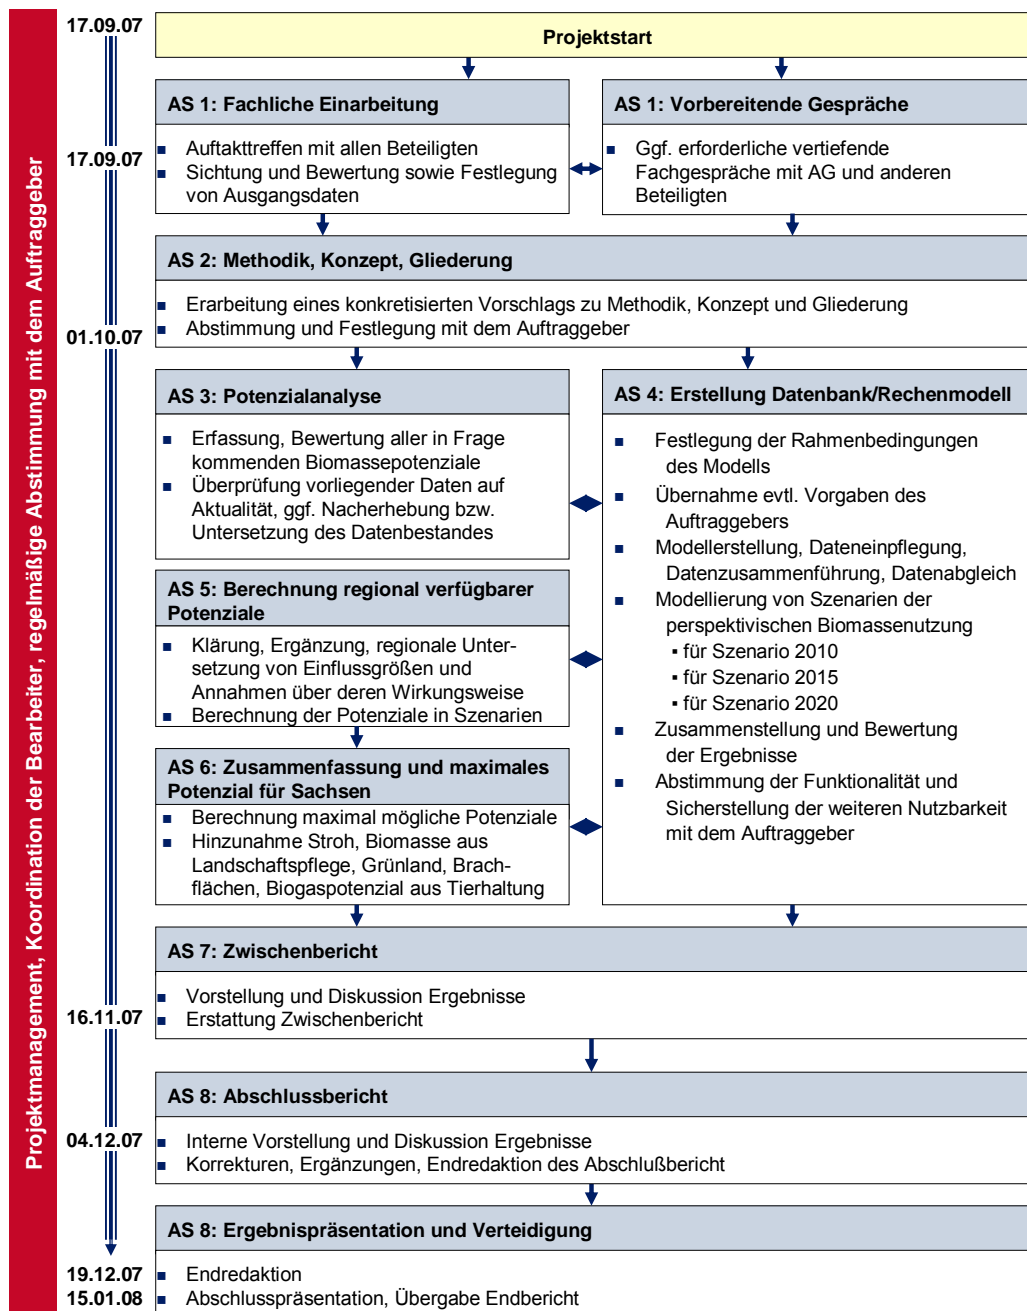 Projektmanagement, Koordination der Bearbeiter, regelmäßige Abstimmung mit dem Auftraggeber
17.09.07
Projektstart
AS 1: Fachliche Einarbeitung
AS 1: Vorbereitende Gespräche
17.09.07
▪ Auftakttreffen mit allen Beteiligten
▪ Sichtung und Bewertung sowie Festlegung
von Ausgangsdaten
▪ Ggf. erforderliche vertiefende
Fachgespräche mit AG und anderen
Beteiligten
AS 2: Methodik, Konzept, Gliederung
▪ Erarbeitung eines konkretisierten Vorschlags zu Methodik, Konzept und Gliederung
▪ Abstimmung und Festlegung mit dem Auftraggeber
01.10.07
AS 3: Potenzialanalyse
▪ Erfassung, Bewertung aller in Frage
kommenden Biomassepotenziale
▪ Überprüfung vorliegender Daten auf
Aktualität, ggf. Nacherhebung bzw.
Untersetzung des Datenbestandes
AS 4: Erstellung Datenbank/Rechenmodell
▪ Festlegung der Rahmenbedingungen
des Modells
▪ Übernahme evtl. Vorgaben des
Auftraggebers
▪ Modellerstellung, Dateneinpflegung,
Datenzusammenführung, Datenabgleich
▪ Modellierung von Szenarien der
perspektivischen Biomassenutzung
▪ für Szenario 2010
▪ für Szenario 2015
▪ für Szenario 2020
▪ Zusammenstellung und Bewertung
der Ergebnisse
▪ Abstimmung der Funktionalität und
Sicherstellung der weiteren Nutzbarkeit
mit dem Auftraggeber
AS 5: Berechnung regional verfügbarer
Potenziale
▪ Klärung, Ergänzung, regionale Unter-
setzung von Einflussgrößen und
Annahmen über deren Wirkungsweise
▪ Berechnung der Potenziale in Szenarien
AS 6: Zusammenfassung und maximales
Potenzial für Sachsen
▪ Berechnung maximal mögliche Potenziale
▪ Hinzunahme Stroh, Biomasse aus
Landschaftspflege, Grünland, Brach-
flächen, Biogaspotenzial aus Tierhaltung
AS 7: Zwischenbericht
▪ Vorstellung und Diskussion Ergebnisse
16.11.07 ▪ Erstattung Zwischenbericht
AS 8: Abschlussbericht
04.12.07 ▪ Interne Vorstellung und Diskussion Ergebnisse
▪ Korrekturen, Ergänzungen, Endredaktion des Abschlußbericht
AS 8: Ergebnispräsentation und Verteidigung
19.12.07 ▪ Endredaktion
15.01.08 ▪ Abschlusspräsentation, Übergabe Endbericht